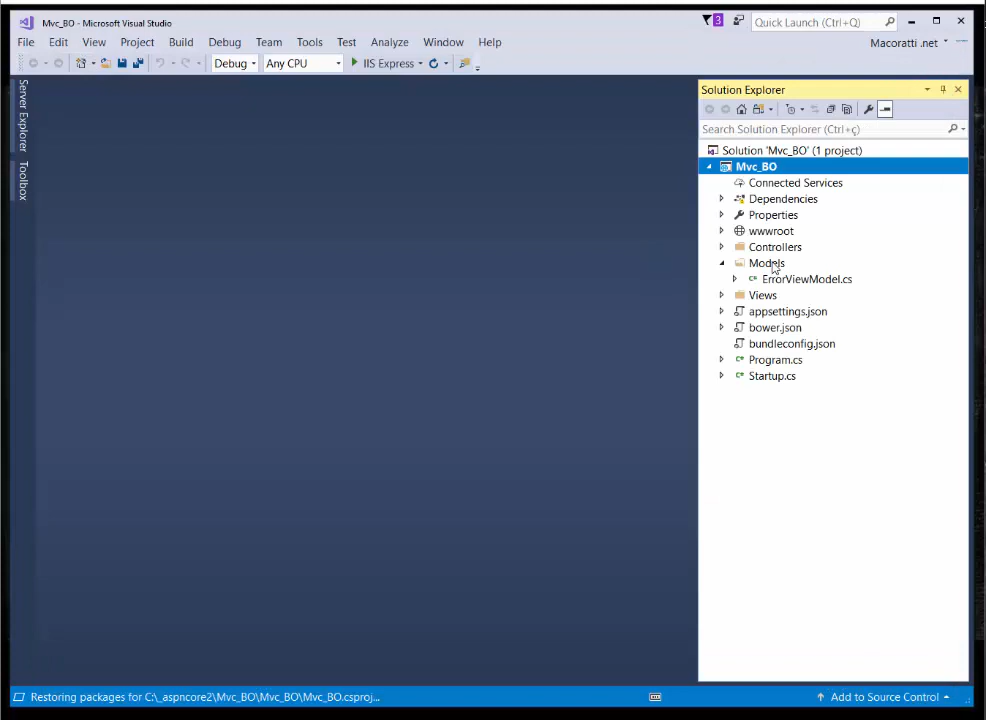 Mvc_BO - Microsoft Visual Studio
3
Quick Launch (Ctrl+Q)
File Edit View Project Build Debug Team Tools Test Analyze Window Help
Macoratti .net
Debug Any CPU IIS Express
Server Explorer
Toolbox
Solution Explorer
Search Solution Explorer (Ctrl+ç)
Solution 'Mvc_BO' (1 project)
Mvc_BO
Connected Services
Dependencies
Properties
wwwroot
Controllers
Models
ErrorViewModel.cs
Views
appsettings.json
bower.json
bundleconfig.json
Program.cs
Startup.cs
Restoring packages for C:\_aspncore2\Mvc_BO\Mvc_BO\Mvc_BO.csproj...
Add to Source Control